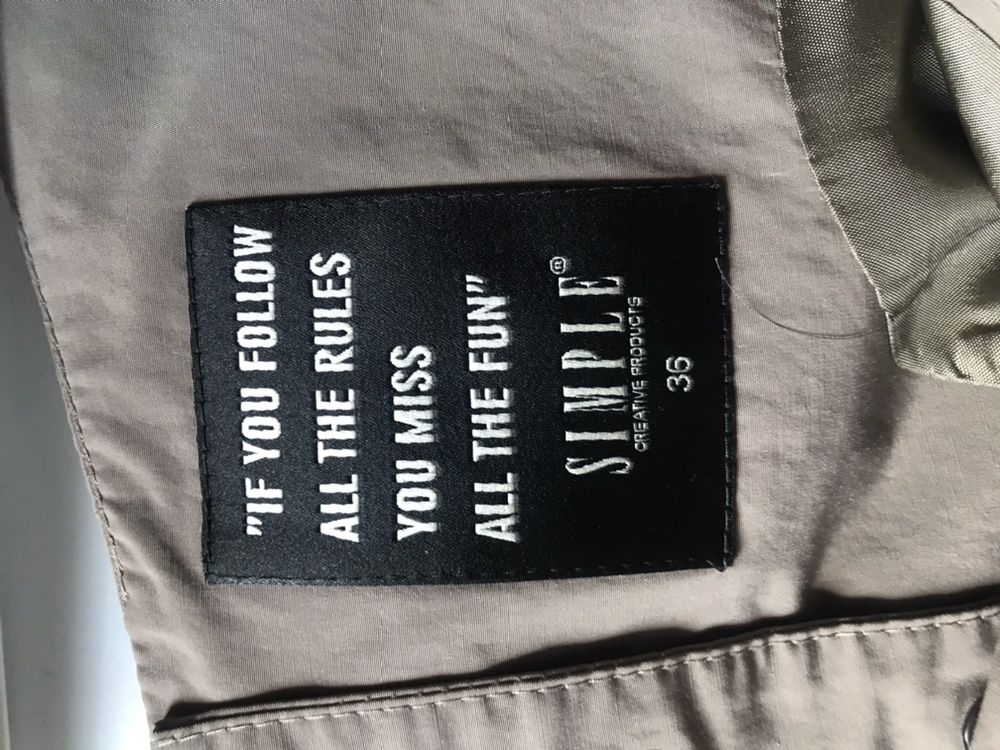 "IF YOU FOLLOW
ALL THE RULES
YOU MISS
ALL THE FUN"
SIMPLE®
CREATIVE PRODUCTS
36